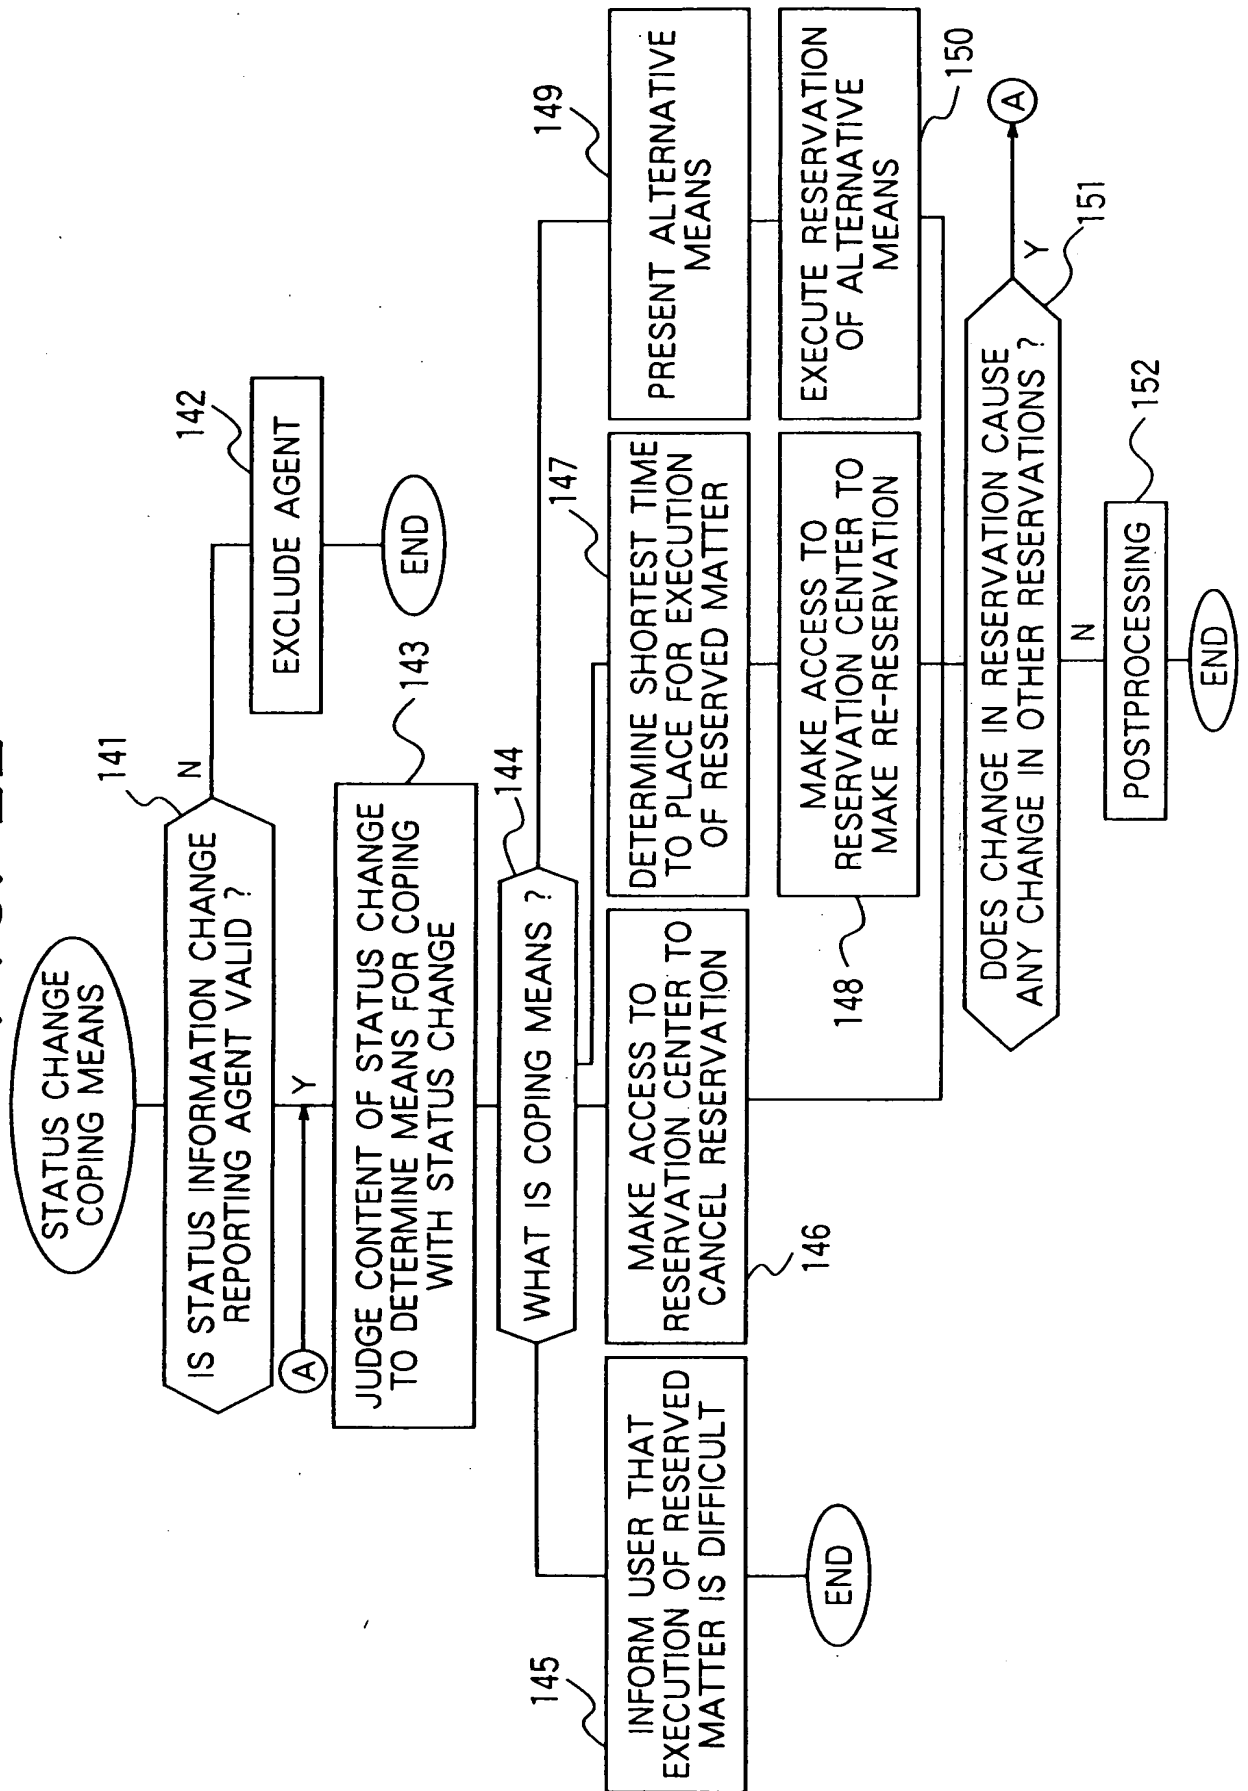 STATUS CHANGE
COPING MEANS
141
IS STATUS INFORMATION CHANGE
REPORTING AGENT VALID ?
N
142
EXCLUDE AGENT
END
Y
A
143
JUDGE CONTENT OF STATUS CHANGE
TO DETERMINE MEANS FOR COPING
WITH STATUS CHANGE
144
WHAT IS COPING MEANS ?
145
INFORM USER THAT
EXECUTION OF RESERVED
MATTER IS DIFFICULT
END
MAKE ACCESS TO
RESERVATION CENTER TO
CANCEL RESERVATION
146
147
DETERMINE SHORTEST TIME
TO PLACE FOR EXECUTION
OF RESERVED MATTER
149
PRESENT ALTERNATIVE
MEANS
148
MAKE ACCESS TO
RESERVATION CENTER TO
MAKE RE-RESERVATION
EXECUTE RESERVATION
OF ALTERNATIVE
MEANS
150
DOES CHANGE IN RESERVATION CAUSE
ANY CHANGE IN OTHER RESERVATIONS ?
151
Y
A
N
152
POSTPROCESSING
END